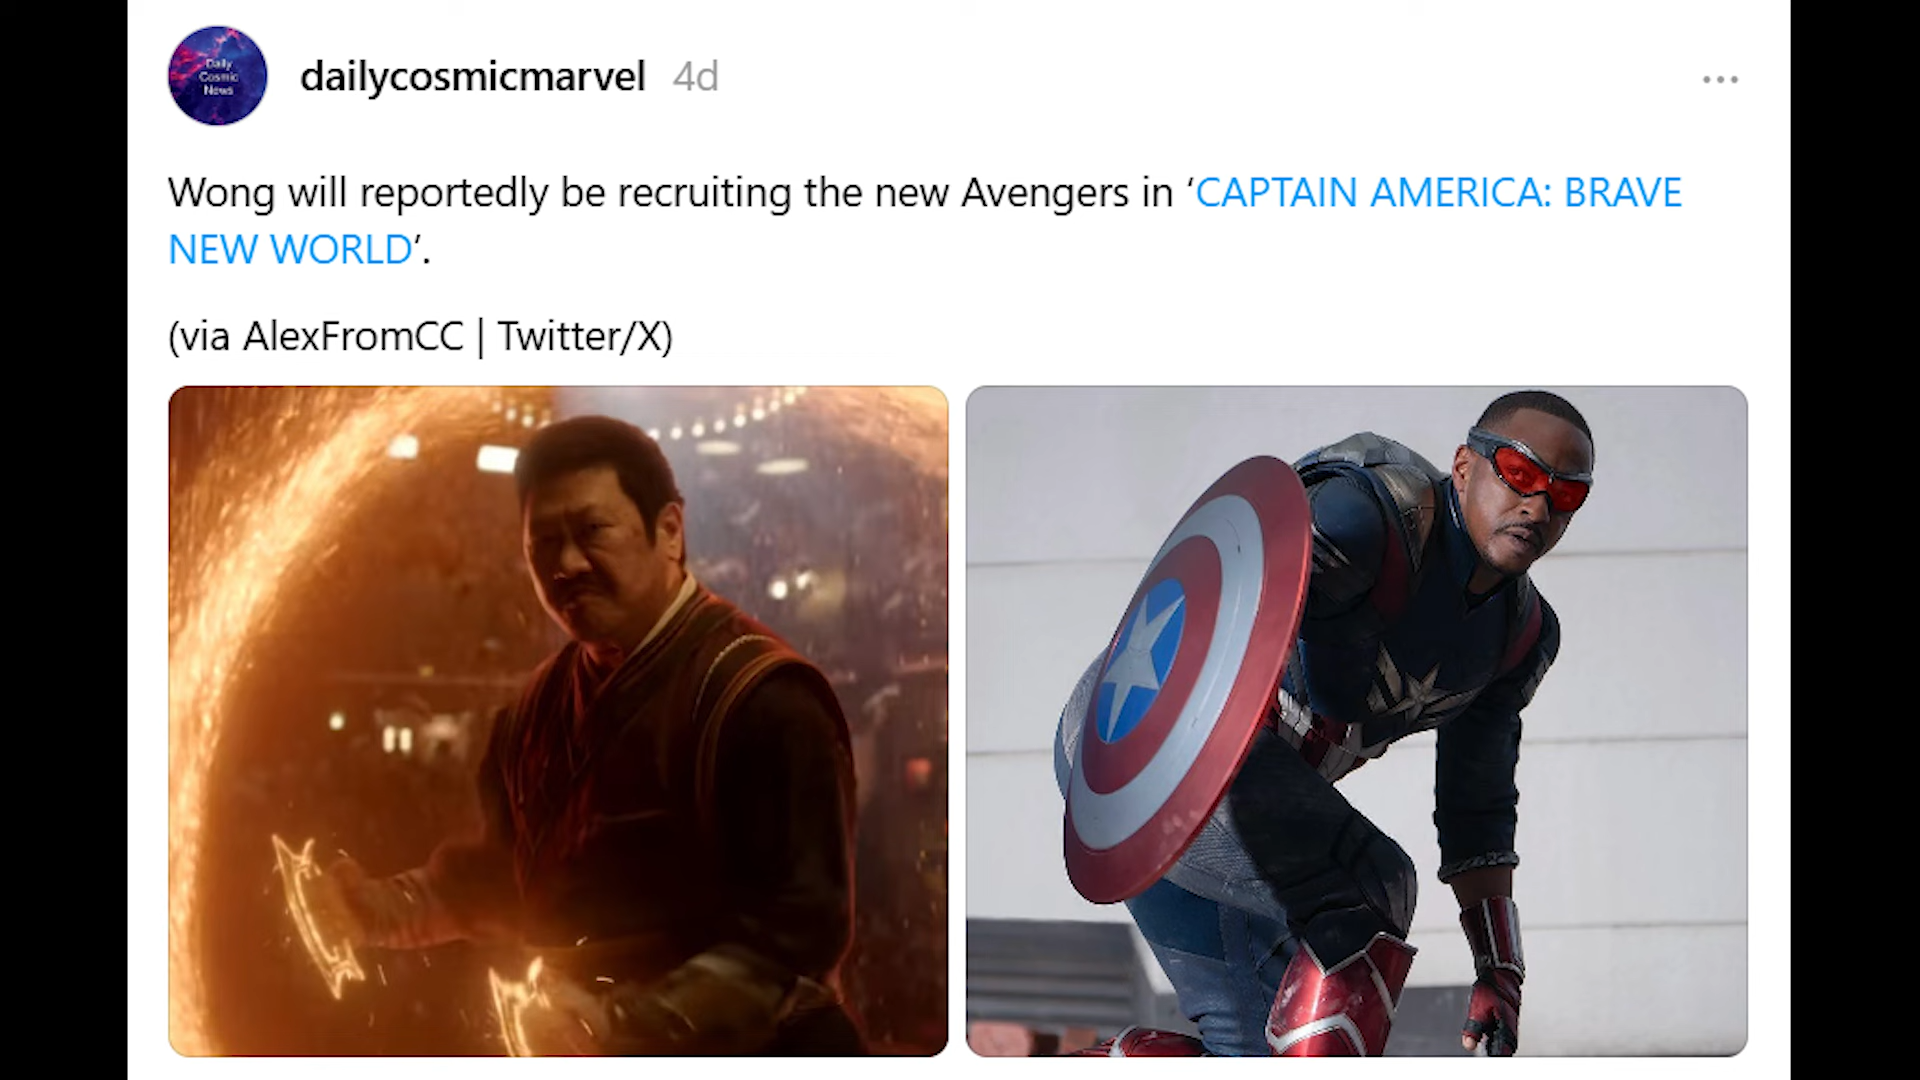 Daily
Cosmic
News
dailycosmicmarvel 4d
Wong will reportedly be recruiting the new Avengers in ‘CAPTAIN AMERICA: BRAVE
NEW WORLD’.
(via AlexFromCC | Twitter/X)